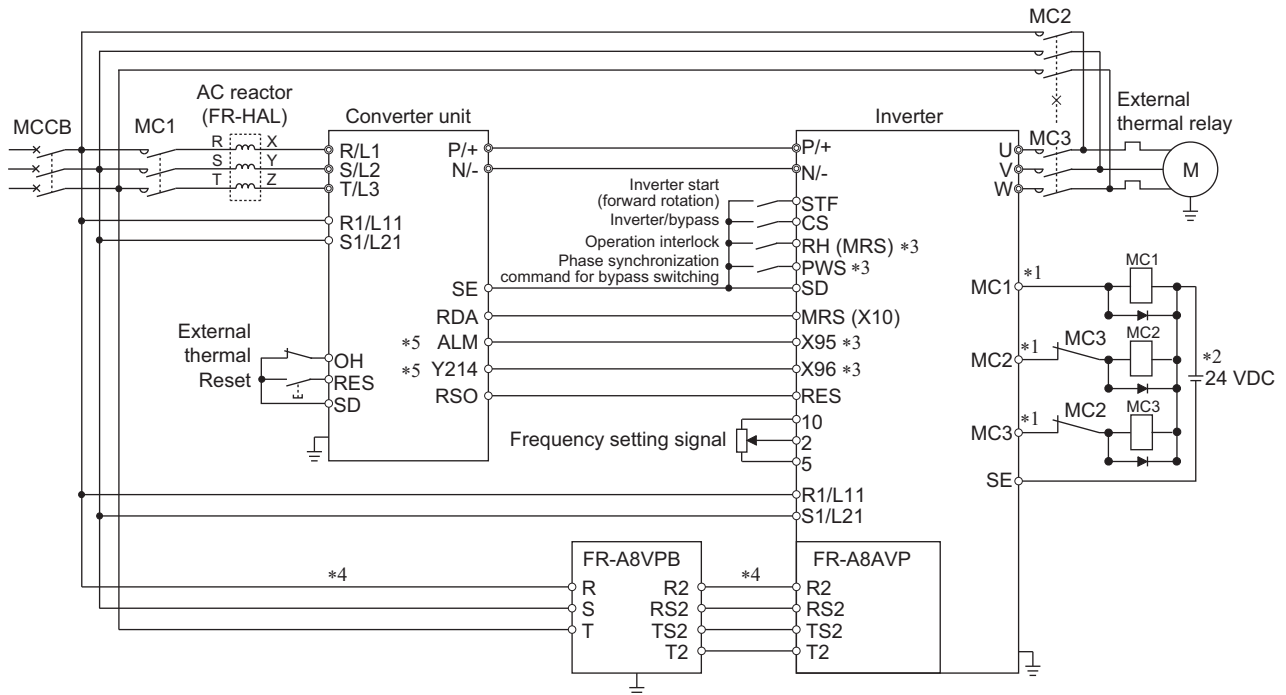 MC2
AC reactor
(FR-HAL)
MCCB
MC1
Converter unit
Inverter
External
thermal relay
MC3
R
X
S
Y
T
Z
R/L1
S/L2
T/L3
P/+
N/-
P/+
N/-
U
V
W
M
R1/L11
S1/L21
Inverter start
(forward rotation)
STF
Inverter/bypass
CS
Operation interlock
RH (MRS) *3
Phase synchronization
command for bypass switching
PWS *3
SE
SD
RDA
MRS (X10)
*5 ALM
X95 *3
*5 Y214
X96 *3
RSO
RES
External
thermal
Reset
OH
RES
SD
Frequency setting signal
10
2
5
MC1
*1
MC1
MC2
*1
MC3
MC2
*2
24 VDC
MC3
*1
MC2
MC3
SE
R1/L11
S1/L21
FR-A8VPB
FR-A8AVP
*4
*4
R
R2
R2
S
RS2
RS2
T
TS2
TS2
T2
T2